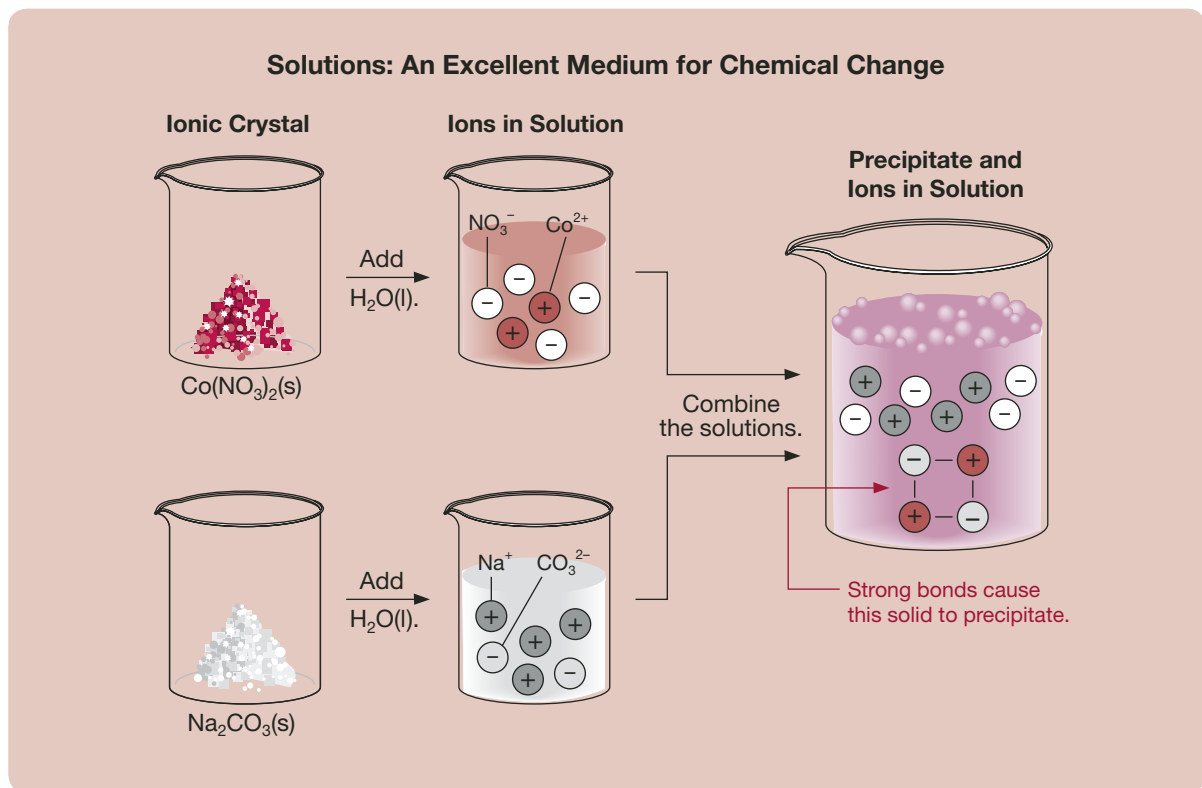 Solutions: An Excellent Medium for Chemical Change
Ionic Crystal
Ions in Solution
Precipitate and
Ions in Solution
NO₃⁻
Co²⁺
− − + − + −
Add
H₂O(l).
Co(NO₃)₂(s)
Combine
the solutions.
+ − + − − + + −
− +
+ −
Na⁺
CO₃²⁻
+ + + − + −
Add
H₂O(l).
Na₂CO₃(s)
Strong bonds cause
this solid to precipitate.